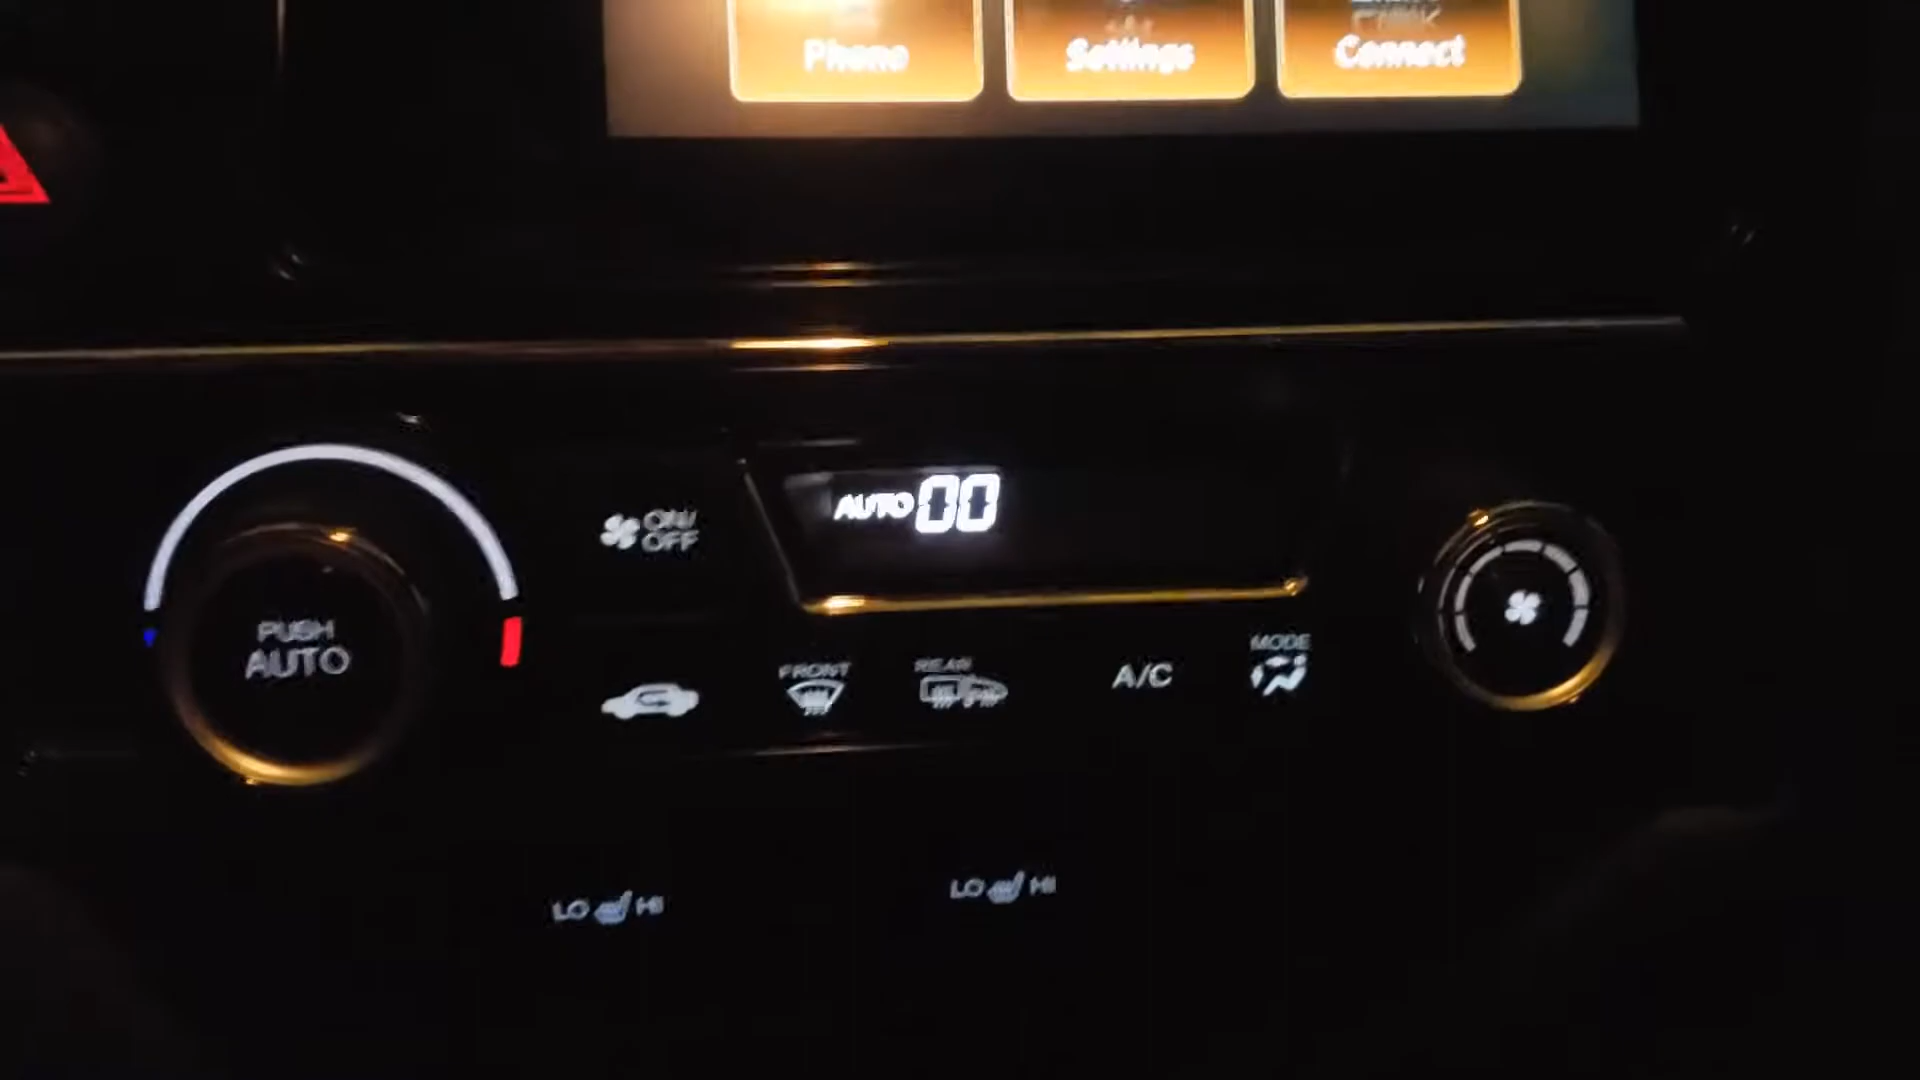 Phone
Settings
Connect
ON/
OFF
AUTO 00
PUSH
AUTO
FRONT
REAR
A/C
MODE
LO HI
LO HI